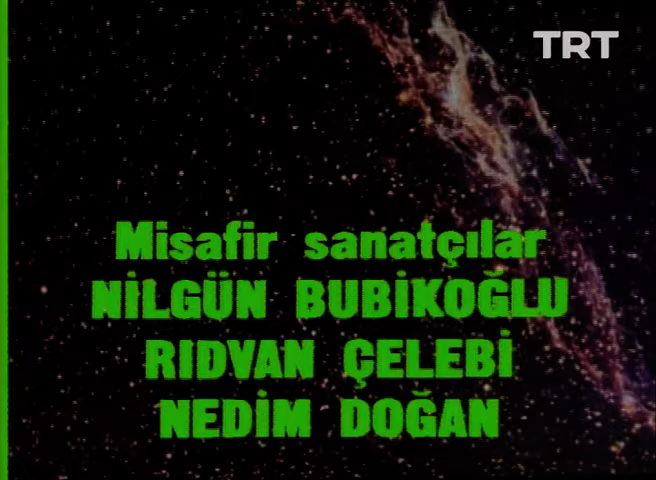 TRT
Misafir sanatçılar
NİLGÜN BUBİKOĞLU
RIDVAN ÇELEBİ
NEDİM DOĞAN